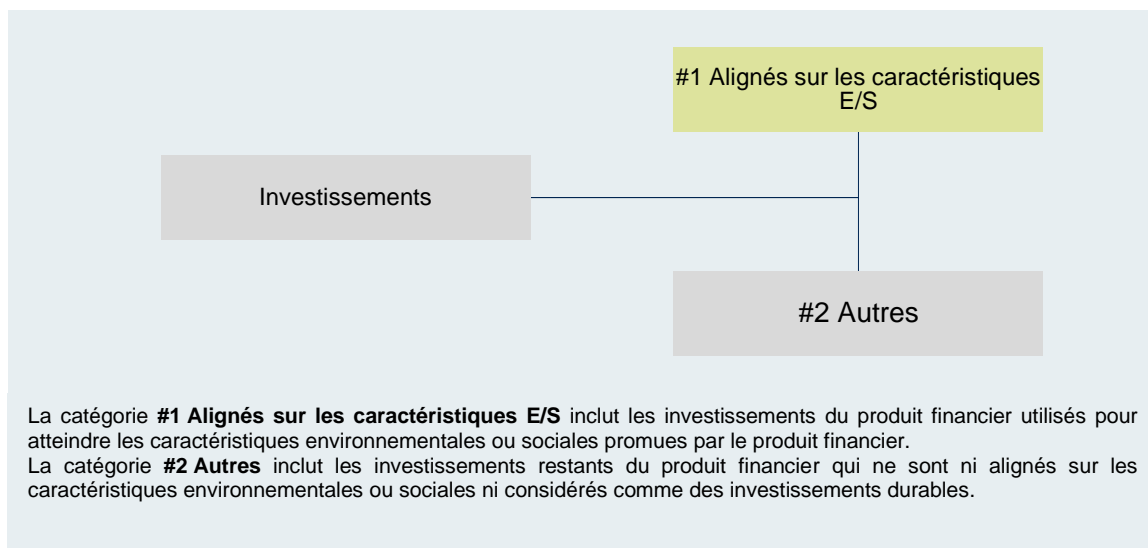 #1 Alignés sur les caractéristiques
E/S
Investissements
#2 Autres
La catégorie #1 Alignés sur les caractéristiques E/S inclut les investissements du produit financier utilisés pour
atteindre les caractéristiques environnementales ou sociales promues par le produit financier.
La catégorie #2 Autres inclut les investissements restants du produit financier qui ne sont ni alignés sur les
caractéristiques environnementales ou sociales ni considérés comme des investissements durables.